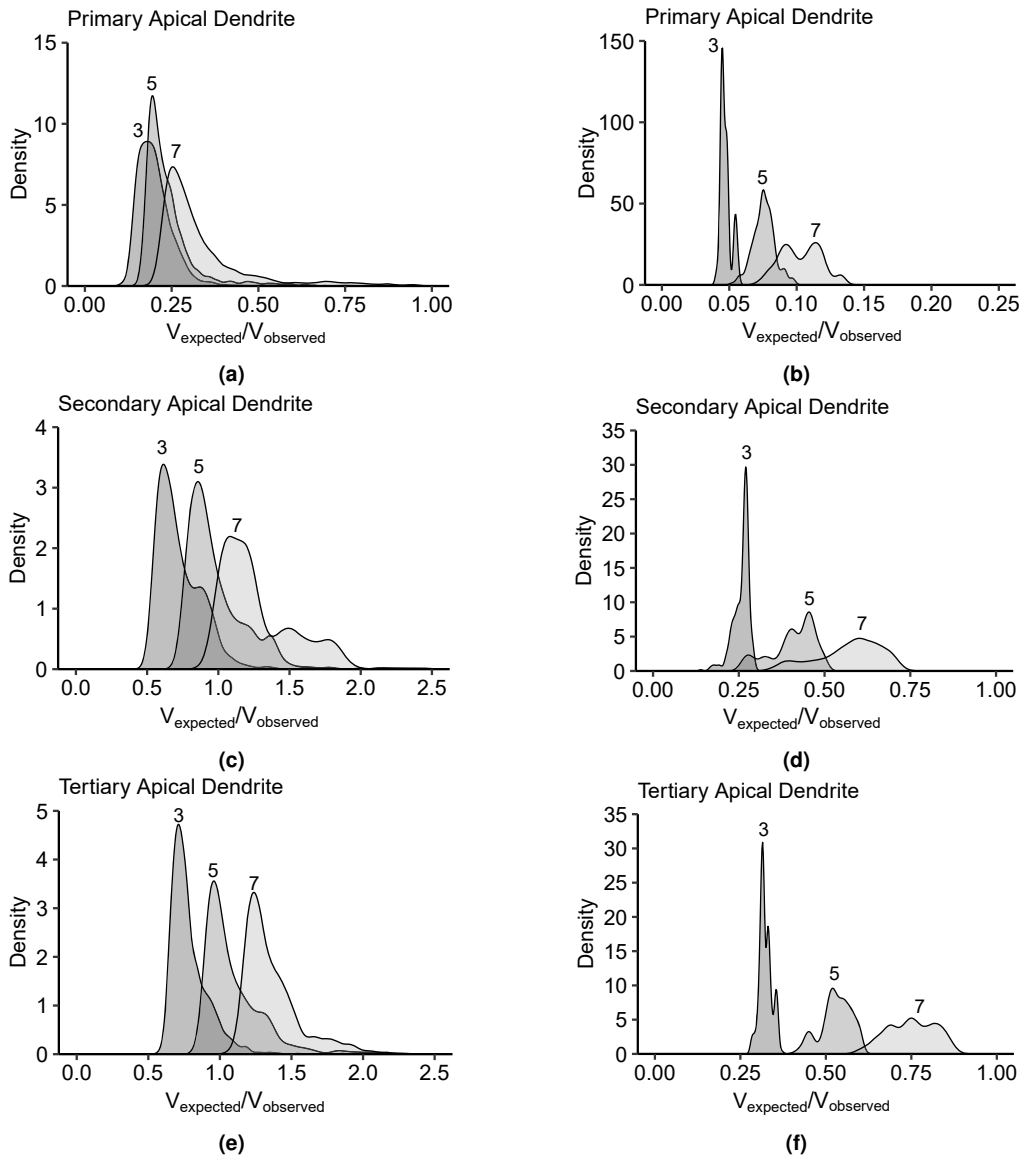 Primary Apical Dendrite
15
10
5
0
Density
3
5
7
0.00 0.25 0.50 0.75 1.00
Vexpected/Vobserved
(a)
Primary Apical Dendrite
150
100
50
0
Density
3
5
7
0.00 0.05 0.10 0.15 0.20 0.25
Vexpected/Vobserved
(b)
Secondary Apical Dendrite
4
3
2
1
0
Density
3
5
7
0.0 0.5 1.0 1.5 2.0 2.5
Vexpected/Vobserved
(c)
Secondary Apical Dendrite
35
30
25
20
15
10
5
0
Density
3
5
7
0.00 0.25 0.50 0.75 1.00
Vexpected/Vobserved
(d)
Tertiary Apical Dendrite
5
4
3
2
1
0
Density
3
5
7
0.0 0.5 1.0 1.5 2.0 2.5
Vexpected/Vobserved
(e)
Tertiary Apical Dendrite
35
30
25
20
15
10
5
0
Density
3
5
7
0.00 0.25 0.50 0.75 1.00
Vexpected/Vobserved
(f)